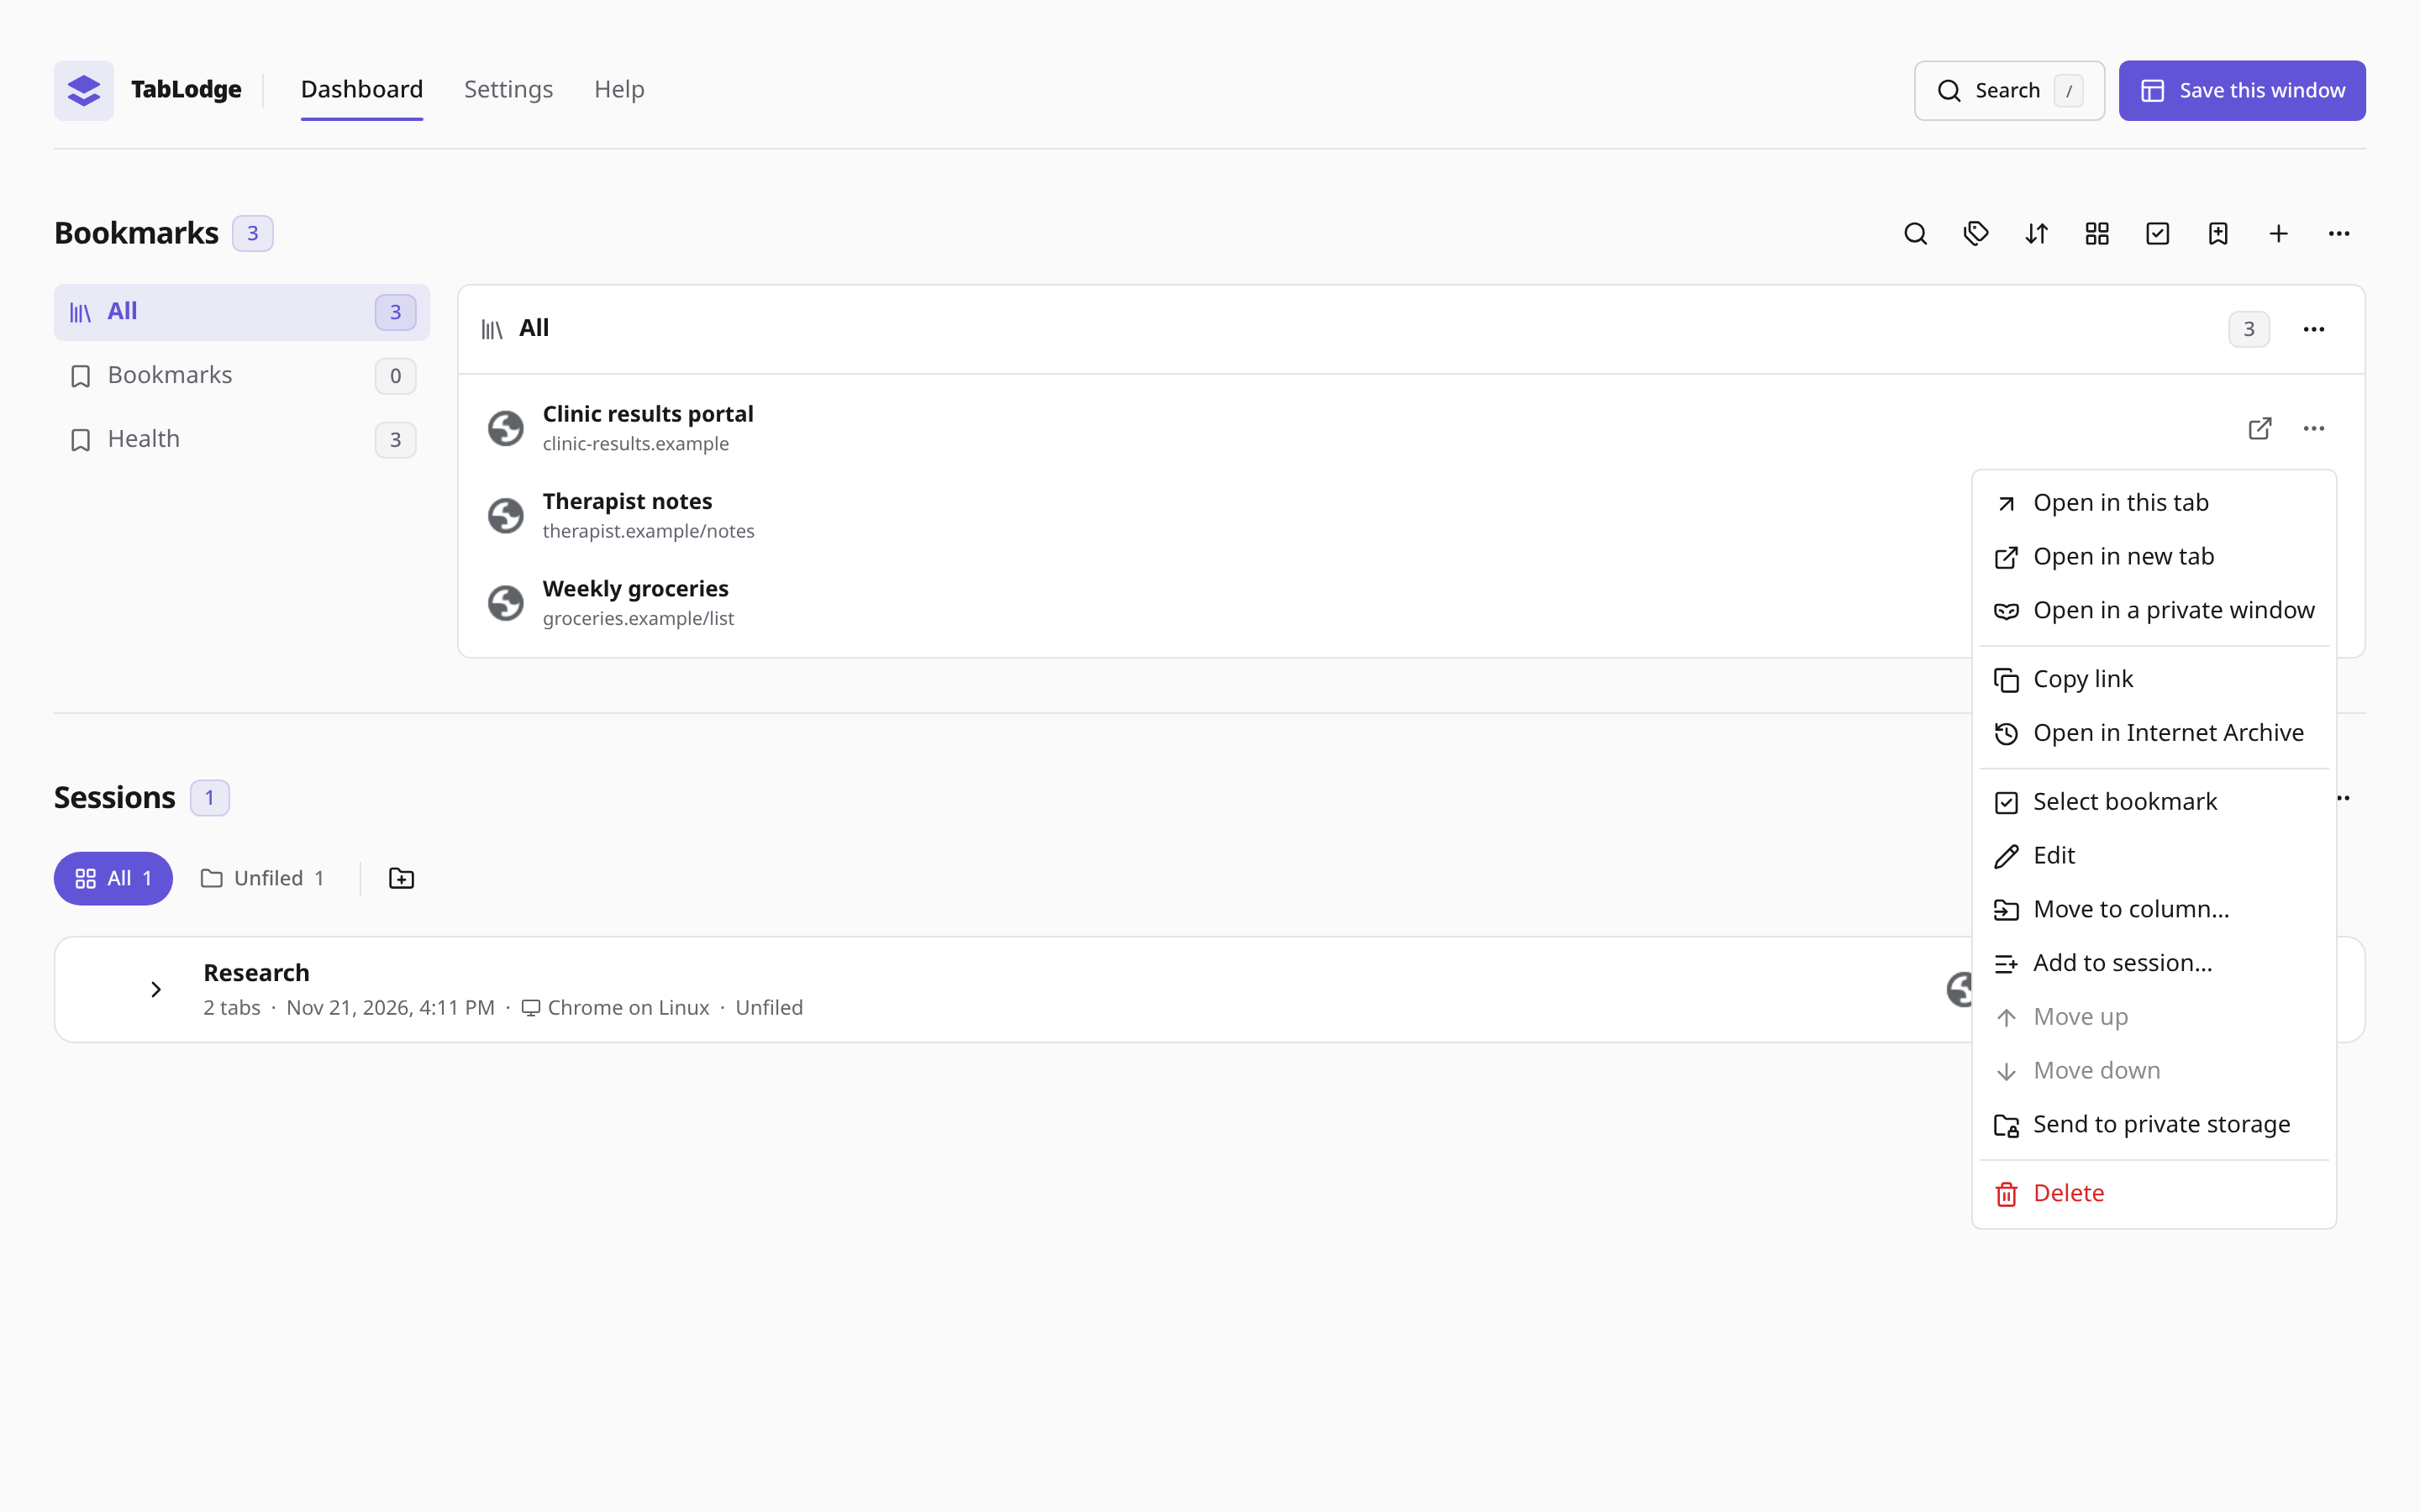 TabLodge
Dashboard
Settings
Help
Search /
Save this window
Bookmarks 3
All 3
Bookmarks 0
Health 3
All 3
Clinic results portal
clinic-results.example
Therapist notes
therapist.example/notes
Weekly groceries
groceries.example/list
Open in this tab
Open in new tab
Open in a private window
Copy link
Open in Internet Archive
Select bookmark
Edit
Move to column...
Add to session...
Move up
Move down
Send to private storage
Delete
Sessions 1
All 1
Unfiled 1
Research
2 tabs · Nov 21, 2026, 4:11 PM · Chrome on Linux · Unfiled